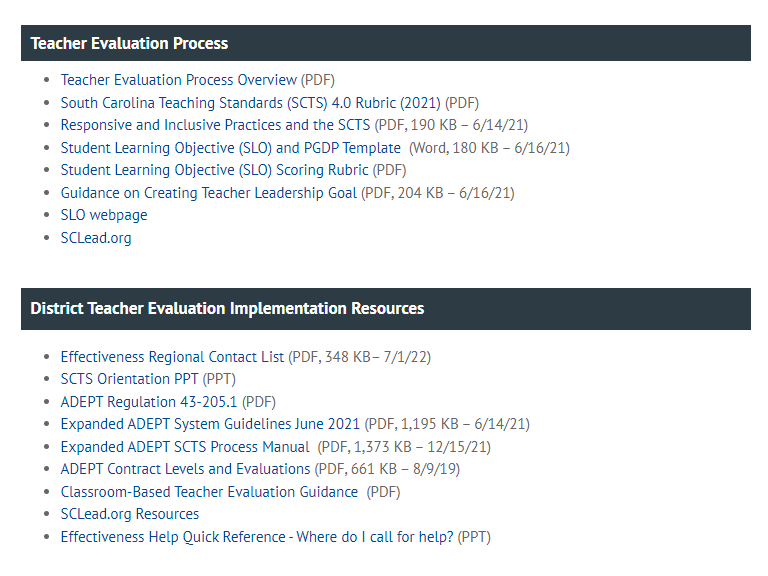 Teacher Evaluation Process
Teacher Evaluation Process Overview (PDF)
South Carolina Teaching Standards (SCTS) 4.0 Rubric (2021) (PDF)
Responsive and Inclusive Practices and the SCTS (PDF, 190 KB – 6/14/21)
Student Learning Objective (SLO) and PGDP Template (Word, 180 KB – 6/16/21)
Student Learning Objective (SLO) Scoring Rubric (PDF)
Guidance on Creating Teacher Leadership Goal (PDF, 204 KB – 6/16/21)
SLO webpage
SCLead.org
District Teacher Evaluation Implementation Resources
Effectiveness Regional Contact List (PDF, 348 KB– 7/1/22)
SCTS Orientation PPT (PPT)
ADEPT Regulation 43-205.1 (PDF)
Expanded ADEPT System Guidelines June 2021 (PDF, 1,195 KB – 6/14/21)
Expanded ADEPT SCTS Process Manual (PDF, 1,373 KB – 12/15/21)
ADEPT Contract Levels and Evaluations (PDF, 661 KB – 8/9/19)
Classroom-Based Teacher Evaluation Guidance (PDF)
SCLead.org Resources
Effectiveness Help Quick Reference - Where do I call for help? (PPT)